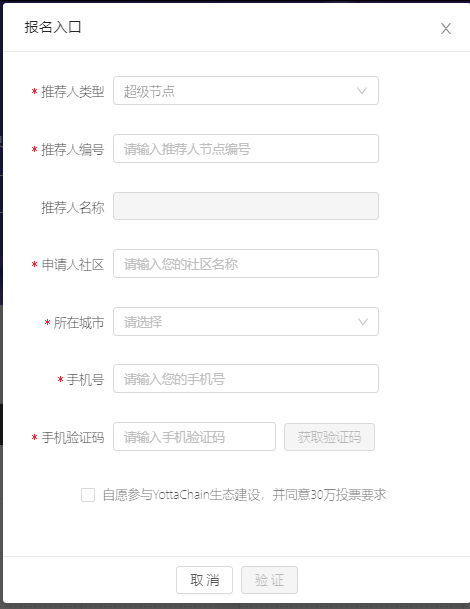 报名入口
* 推荐人类型 超级节点
* 推荐人编号 请输入推荐人节点编号
推荐人名称
* 申请人社区 请输入您的社区名称
* 所在城市 请选择
* 手机号 请输入您的手机号
* 手机验证码 请输入手机验证码 获取验证码
自愿参与YottaChain生态建设，并同意30万投票要求
取 消 验 证